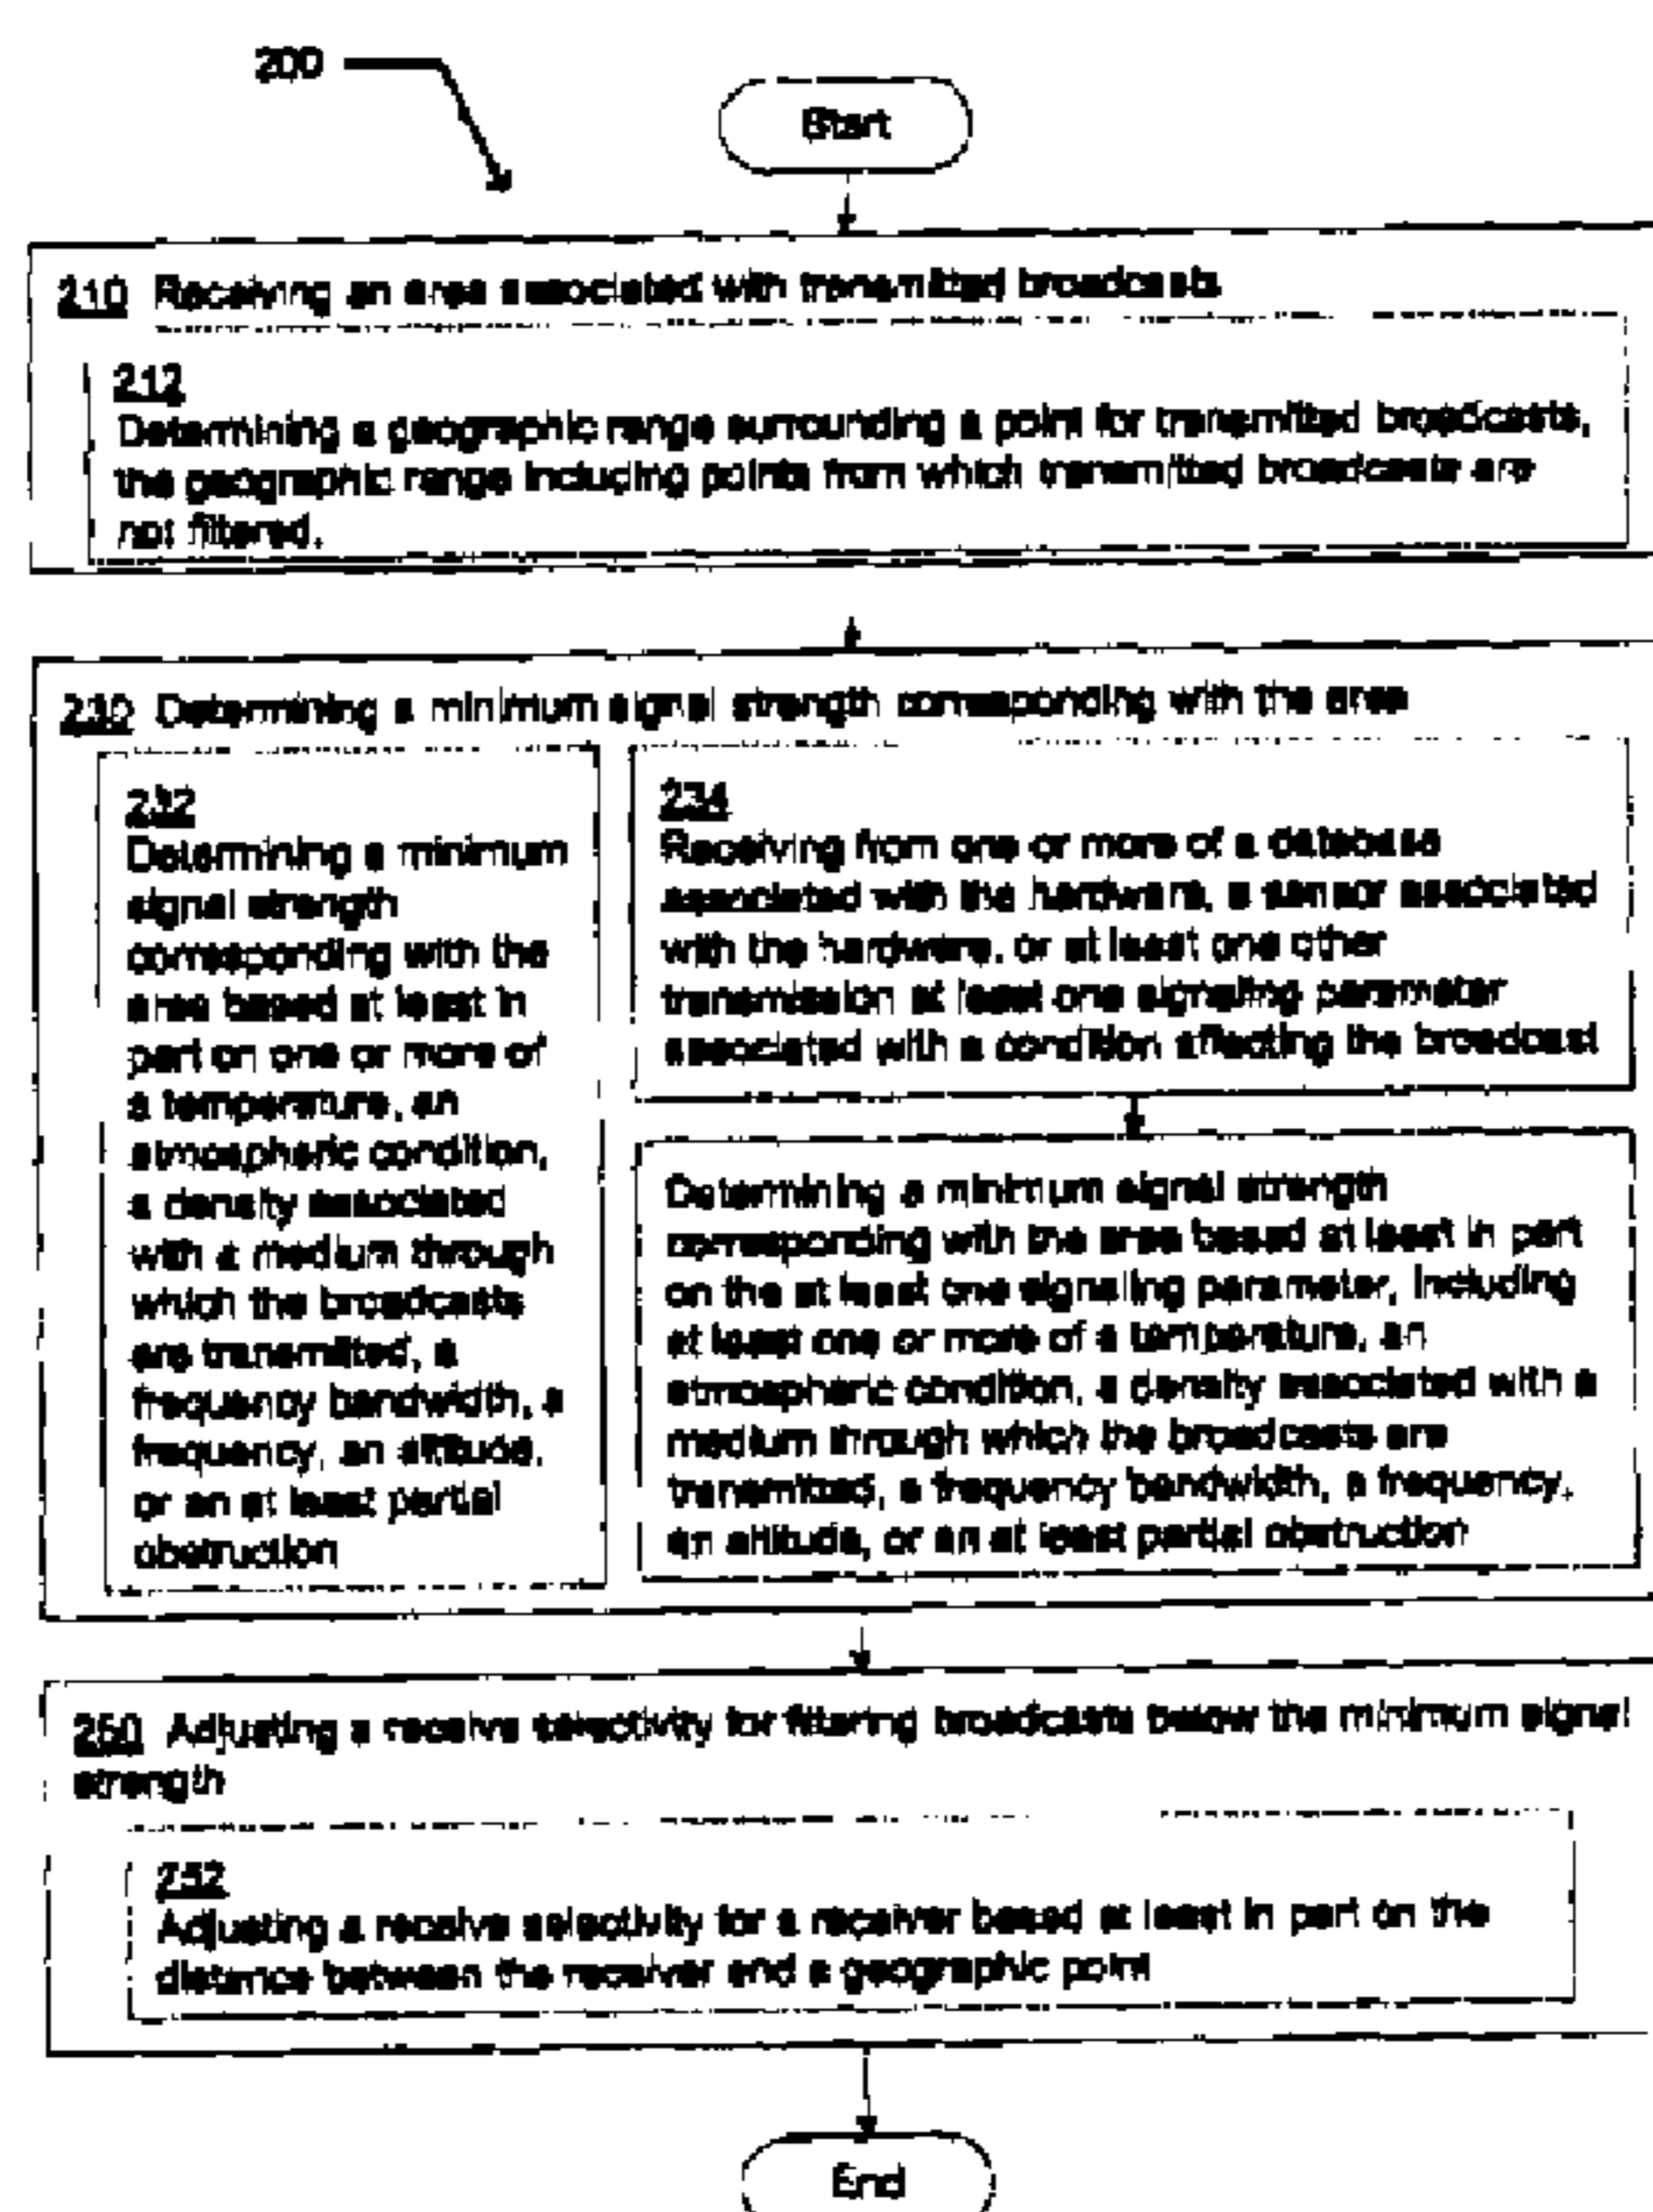 200
Start
210 Receiving an area associated with transmitted broadcasts
212
Determining a geographic range surrounding a point for transmitted broadcasts,
the geographic range including points from which transmitted broadcasts are
not filtered.
230 Determining a minimum signal strength corresponding with the area
232
Determining a minimum
signal strength
corresponding with the
area based at least in
part on one or more of
a temperature, an
atmospheric condition,
a density associated
with a medium through
which the broadcasts
are transmitted, a
frequency bandwidth, a
frequency, an altitude,
or an at least partial
obstruction
234
Receiving from one or more of a database
associated with the hardware, a sensor associated
with the hardware, or at least one other
transmission at least one signaling parameter
associated with a condition affecting the broadcast
Determining a minimum signal strength
corresponding with the area based at least in part
on the at least one signaling parameter, including
at least one or more of a temperature, an
atmospheric condition, a density associated with a
medium through which the broadcasts are
transmitted, a frequency bandwidth, a frequency,
an altitude, or an at least partial obstruction
250 Adjusting a receive selectivity for filtering broadcasts below the minimum signal
strength
252
Adjusting a receive selectivity for a receiver based at least in part on the
distance between the receiver and a geographic point
End